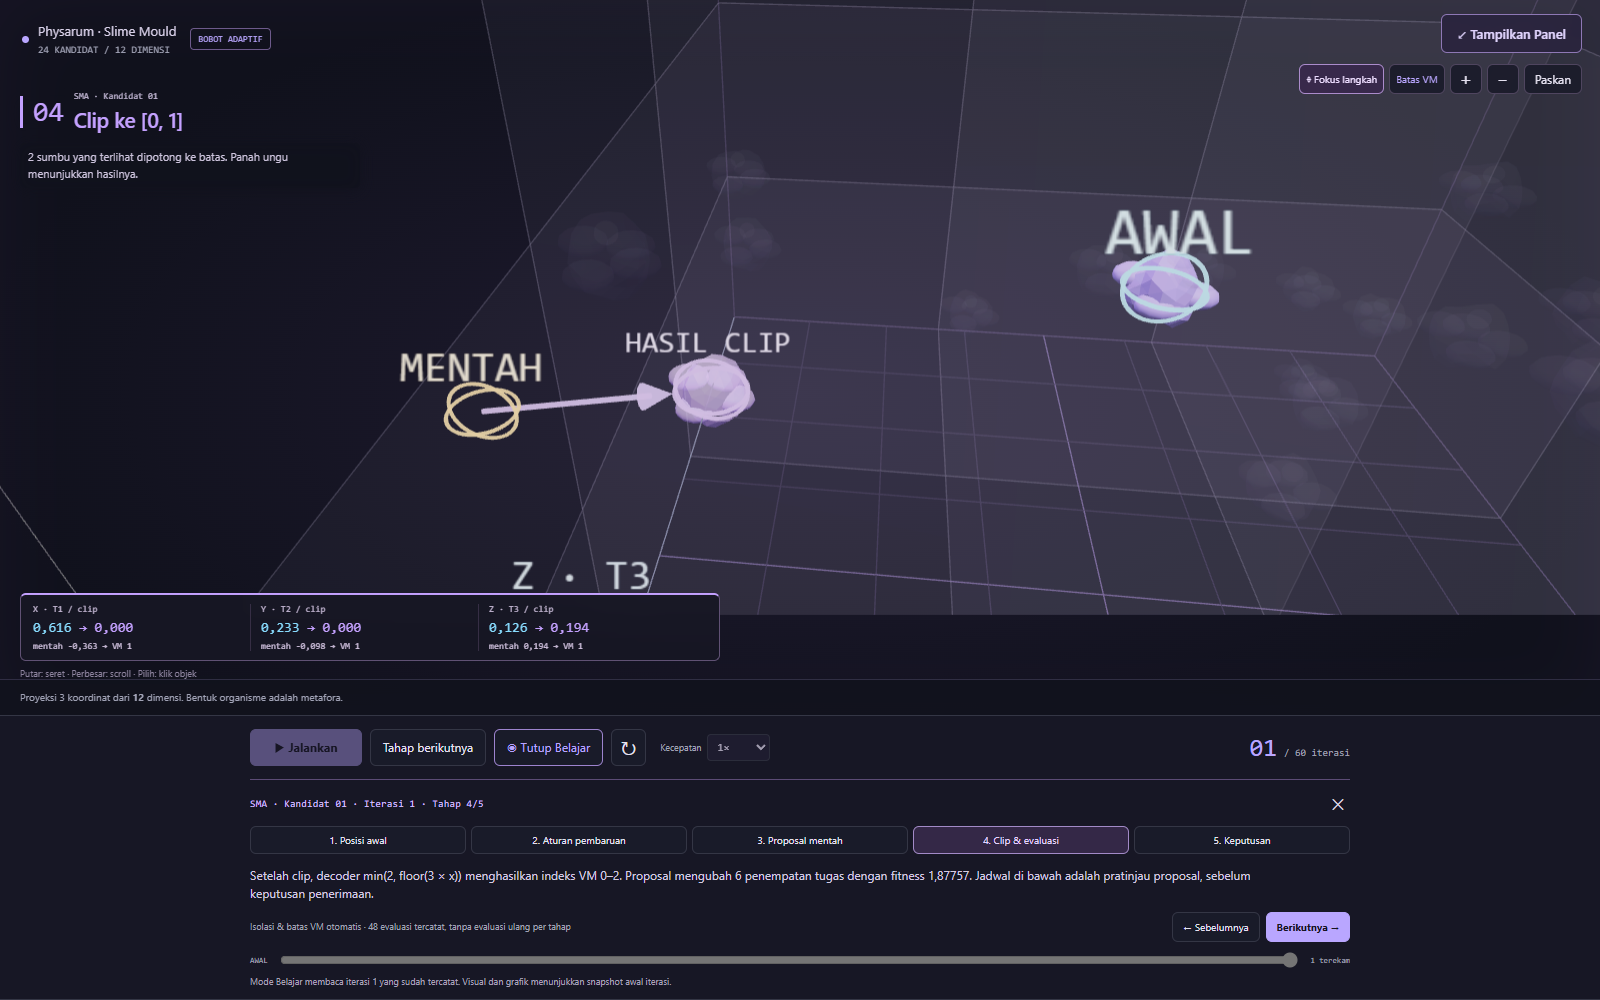 Physarum · Slime Mould
24 KANDIDAT / 12 DIMENSI
BOBOT ADAPTIF
↙ Tampilkan Panel
⌖ Fokus langkah
Batas VM
+
−
Paskan
04
SMA · Kandidat 01
Clip ke [0, 1]
2 sumbu yang terlihat dipotong ke batas. Panah ungu
menunjukkan hasilnya.
AWAL
HASIL CLIP
MENTAH
Z · T3
X · T1 / clip
0,616 → 0,000
mentah -0,363 → VM 1
Y · T2 / clip
0,233 → 0,000
mentah -0,098 → VM 1
Z · T3 / clip
0,126 → 0,194
mentah 0,194 → VM 1
Putar: seret · Perbesar: scroll · Pilih: klik objek
Proyeksi 3 koordinat dari 12 dimensi. Bentuk organisme adalah metafora.
▶ Jalankan
Tahap berikutnya
◉ Tutup Belajar
↻
Kecepatan
1×
01 / 60 iterasi
SMA · Kandidat 01 · Iterasi 1 · Tahap 4/5
×
1. Posisi awal
2. Aturan pembaruan
3. Proposal mentah
4. Clip & evaluasi
5. Keputusan
Setelah clip, decoder min(2, floor(3 × x)) menghasilkan indeks VM 0–2. Proposal mengubah 6 penempatan tugas dengan fitness 1,87757. Jadwal di bawah adalah pratinjau proposal, sebelum
keputusan penerimaan.
Isolasi & batas VM otomatis · 48 evaluasi tercatat, tanpa evaluasi ulang per tahap
← Sebelumnya
Berikutnya →
AWAL
1 terekam
Mode Belajar membaca iterasi 1 yang sudah tercatat. Visual dan grafik menunjukkan snapshot awal iterasi.